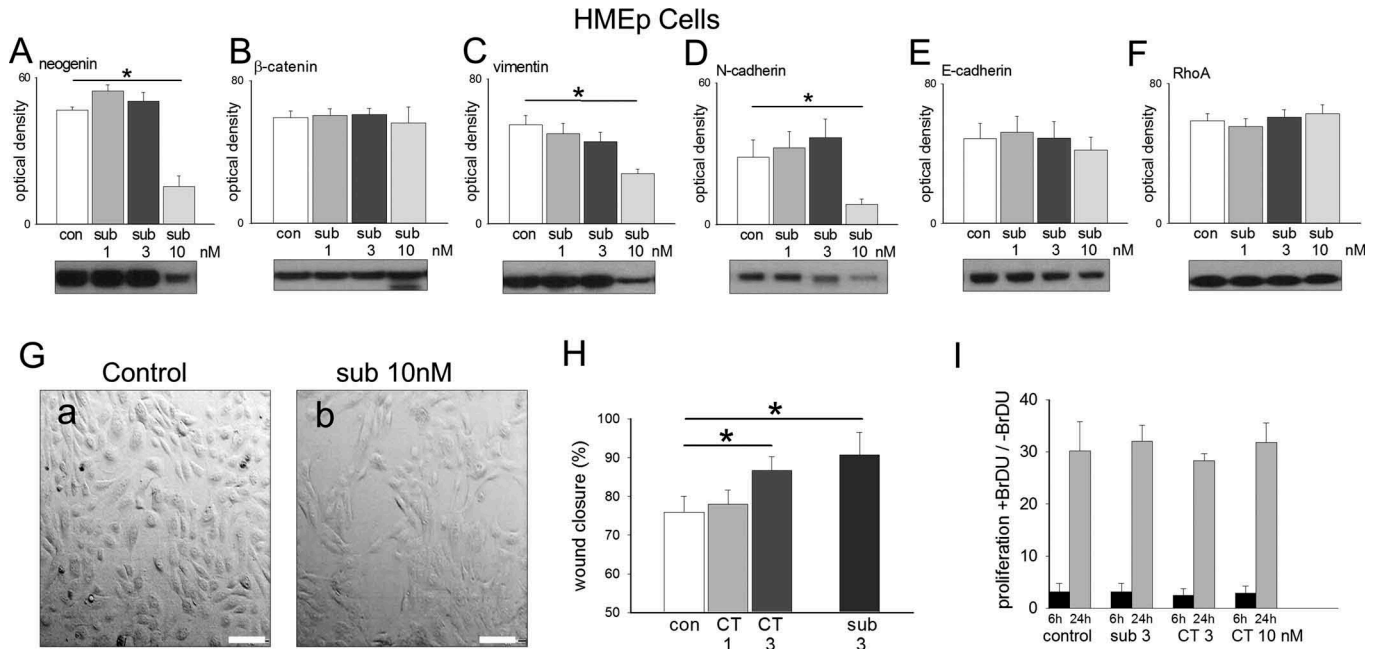 HMEp Cells
A
neogenin
*
60
optical density
0
con sub sub sub
1 3 10 nM
B
β-catenin
80
optical density
0
con sub sub sub
1 3 10 nM
C
vimentin
*
80
optical density
0
con sub sub sub
1 3 10 nM
D
N-cadherin
*
60
optical density
0
con sub sub sub
1 3 10 nM
E
E-cadherin
80
optical density
0
con sub sub sub
1 3 10 nM
F
RhoA
80
optical density
0
con sub sub sub
1 3 10 nM
G
Control
a
sub 10nM
b
H
*
*
100
90
80
70
60
50
wound closure (%)
con CT CT sub
1 3 3
I
40
30
20
10
0
proliferation +BrDU / -BrDU
6h 24h 6h 24h 6h 24h 6h 24h
control sub 3 CT 3 CT 10 nM